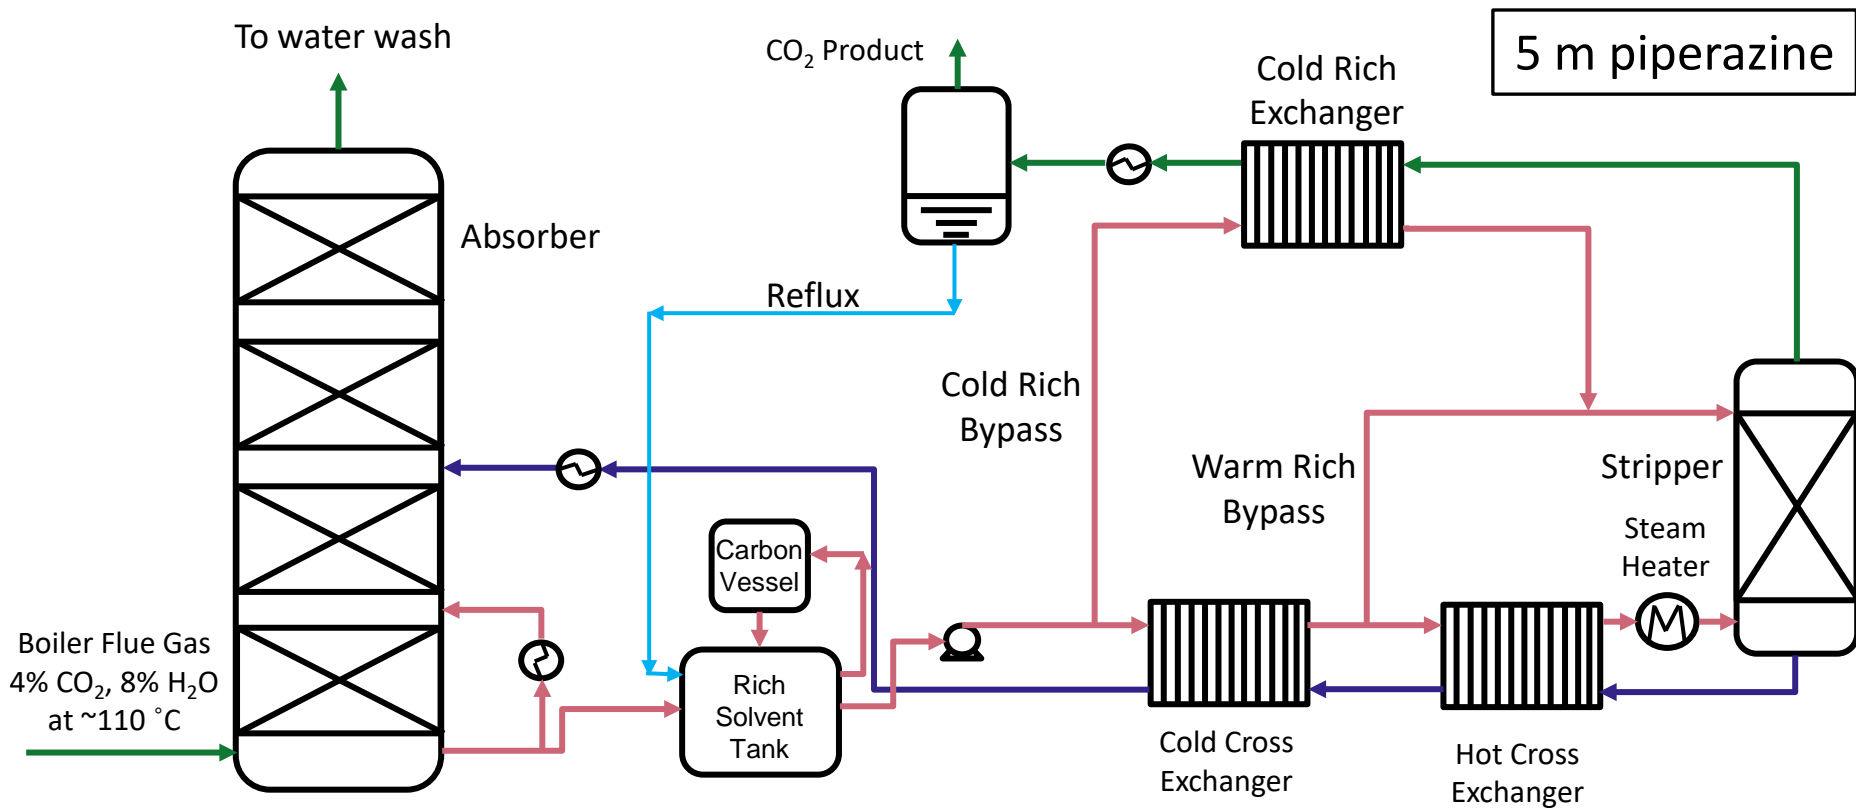 To water wash
CO₂ Product
Cold Rich
Exchanger
5 m piperazine
Absorber
Reflux
Cold Rich
Bypass
Warm Rich
Bypass
Stripper
Steam
Heater
Carbon
Vessel
Boiler Flue Gas
4% CO₂, 8% H₂O
at ~110 ˚C
Rich
Solvent
Tank
Cold Cross
Exchanger
Hot Cross
Exchanger